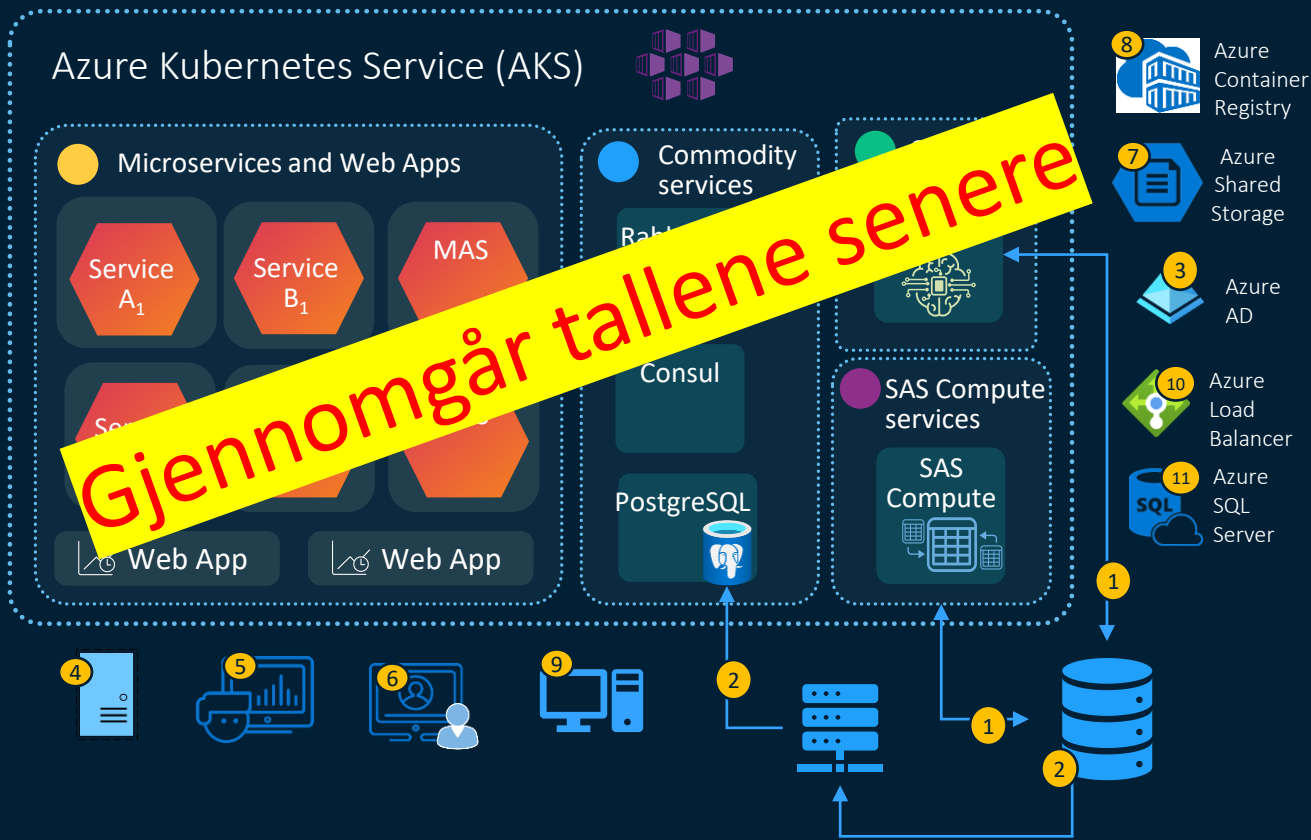 Azure Kubernetes Service (AKS)
Microservices and Web Apps
Service
A₁
Service
B₁
MAS
Web App
Web App
Commodity
services
Consul
PostgreSQL
SAS Compute
services
SAS
Compute
Gjennomgår tallene senere
8
Azure
Container
Registry
7
Azure
Shared
Storage
3
Azure
AD
10
Azure
Load
Balancer
11
SQL
Azure
SQL
Server
1
4
5
6
9
2
1
2